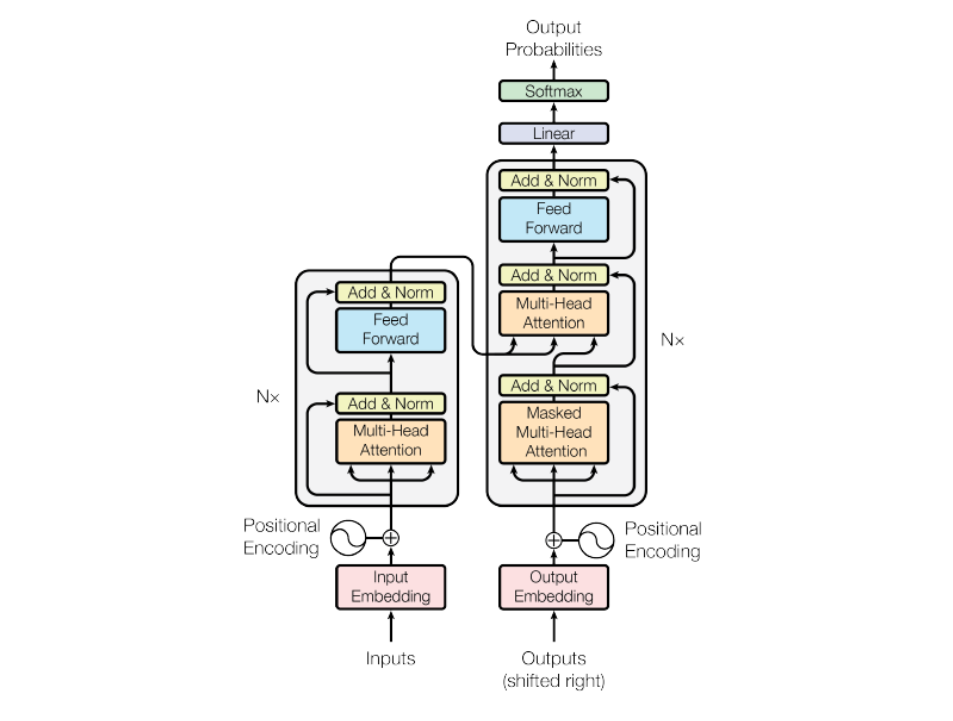 Output
Probabilities
Softmax
Linear
Add & Norm
Feed
Forward
Add & Norm
Multi-Head
Attention
N×
Add & Norm
Masked
Multi-Head
Attention
Add & Norm
Feed
Forward
N×
Add & Norm
Multi-Head
Attention
Positional
Encoding
Positional
Encoding
Input
Embedding
Output
Embedding
Inputs
Outputs
(shifted right)